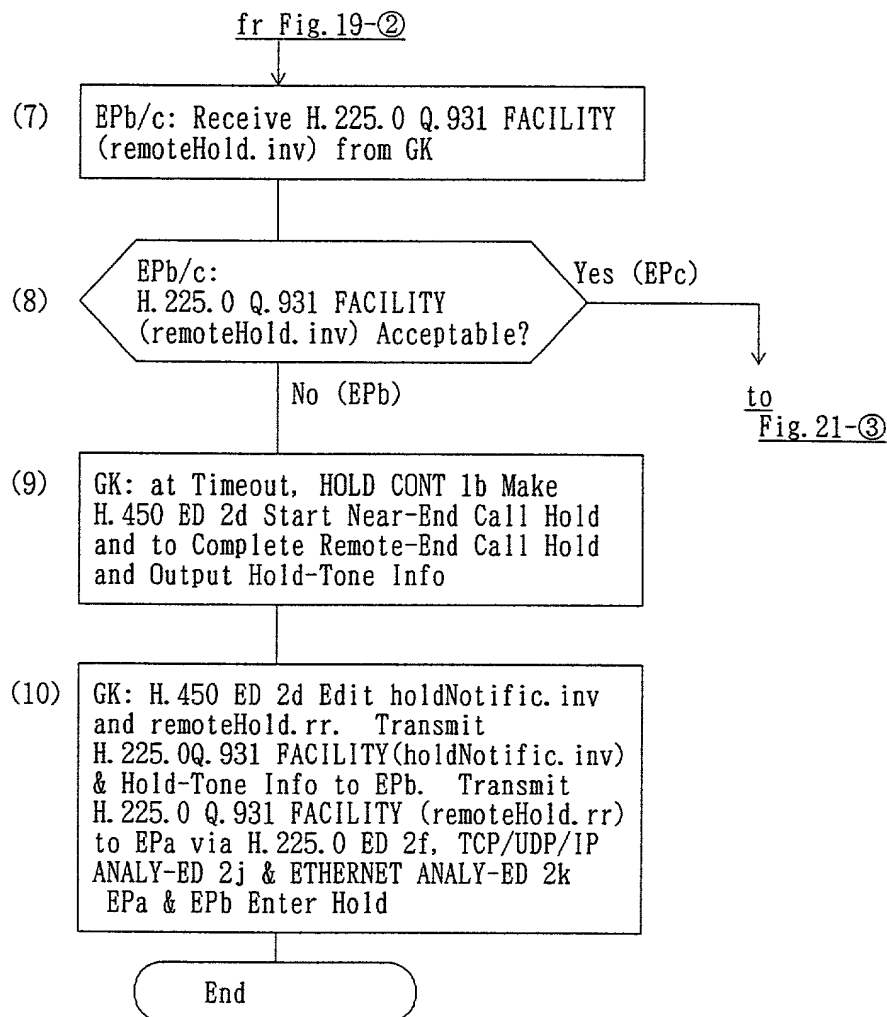 fr Fig. 19-②
(7) EPb/c: Receive H.225.0 Q.931 FACILITY
(remoteHold.inv) from GK
EPb/c:
Yes (EPc)
(8) H.225.0 Q.931 FACILITY
(remoteHold.inv) Acceptable?
No (EPb)
to
Fig. 21-③
(9) GK: at Timeout, HOLD CONT 1b Make
H.450 ED 2d Start Near-End Call Hold
and to Complete Remote-End Call Hold
and Output Hold-Tone Info
(10) GK: H.450 ED 2d Edit holdNotific.inv
and remoteHold.rr. Transmit
H.225.0Q.931 FACILITY(holdNotific.inv)
& Hold-Tone Info to EPb. Transmit
H.225.0 Q.931 FACILITY (remoteHold.rr)
to EPa via H.225.0 ED 2f, TCP/UDP/IP
ANALY-ED 2j & ETHERNET ANALY-ED 2k
EPa & EPb Enter Hold
End